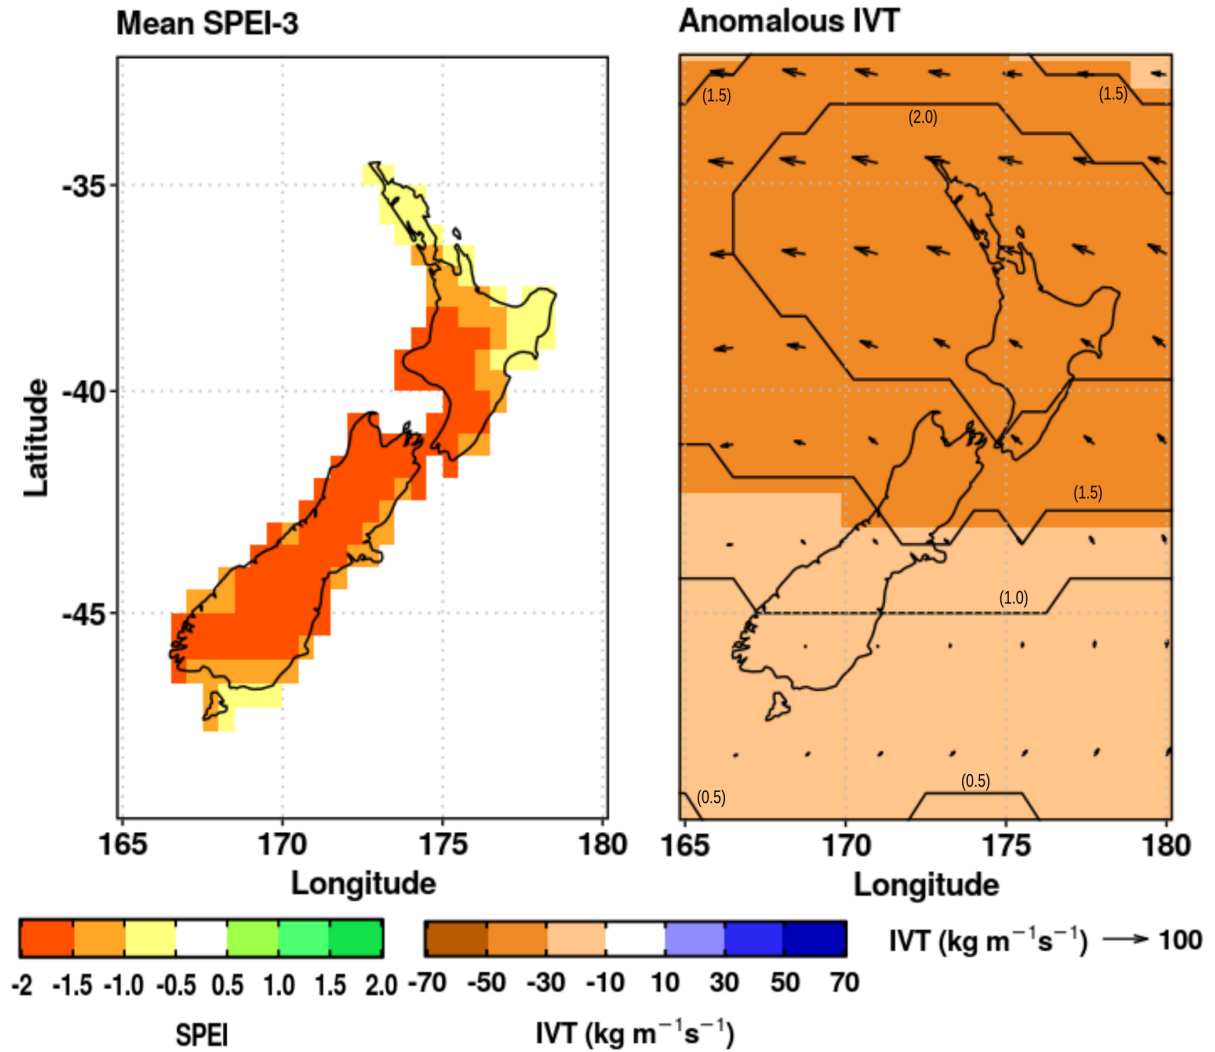 Mean SPEI-3
Anomalous IVT
(1.5)
(1.5)
(2.0)
-35
-40
-45
Latitude
(1.5)
(1.0)
(0.5)
(0.5)
165 170 175 180
165 170 175 180
Longitude
Longitude
IVT (kg m−1s−1) 100
-2 -1.5 -1.0 -0.5 0.5 1.0 1.5 2.0
-70 -50 -30 -10 10 30 50 70
SPEI
IVT (kg m−1s−1)